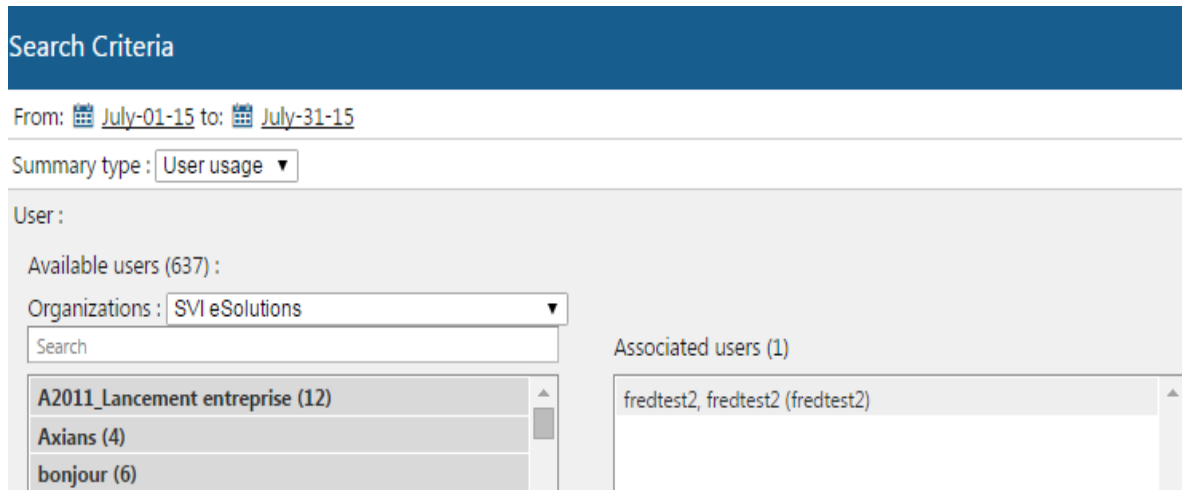 Search Criteria
From: July-01-15 to: July-31-15
Summary type : User usage
User :
Available users (637) :
Organizations : SVI eSolutions
Search
Associated users (1)
A2011_Lancement entreprise (12)
fredtest2, fredtest2 (fredtest2)
Axians (4)
bonjour (6)